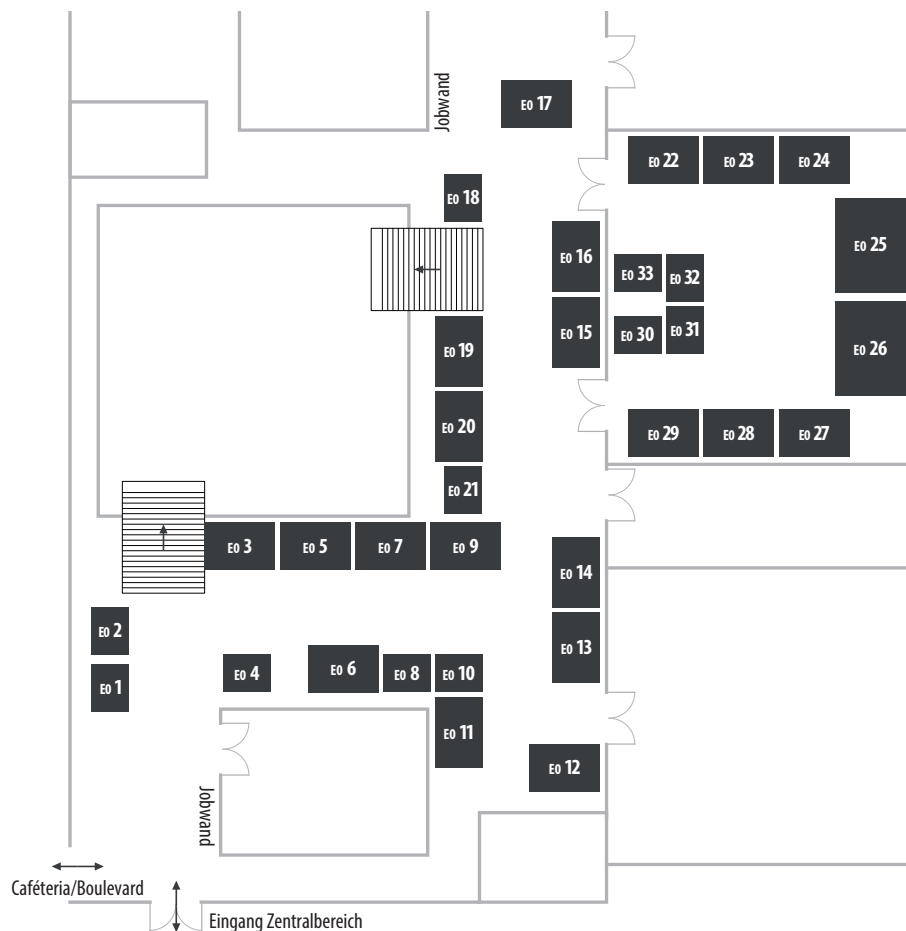 Jobwand
E0 17
E0 22
E0 23
E0 24
E0 18
E0 25
E0 16
E0 33
E0 32
E0 15
E0 30
E0 31
E0 19
E0 26
E0 20
E0 29
E0 28
E0 27
E0 21
E0 3
E0 5
E0 7
E0 9
E0 14
E0 2
E0 13
E0 1
E0 4
E0 6
E0 8
E0 10
E0 11
E0 12
Jobwand
Caféteria/Boulevard
Eingang Zentralbereich